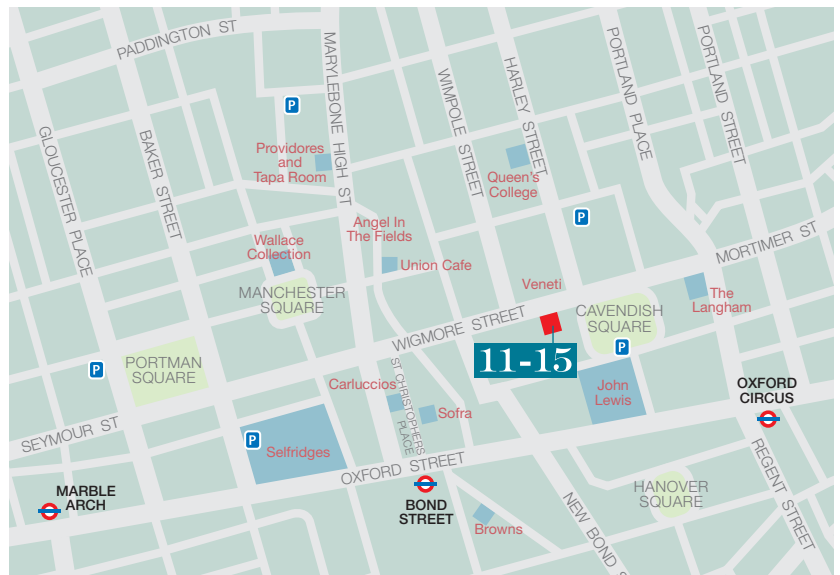 PADDINGTON ST
MARYLEBONE HIGH ST
WIMPOLE STREET
HARLEY STREET
PORTLAND PLACE
PORTLAND STREET
GLOUCESTER PLACE
BAKER STREET
P
Providores
and
Tapa Room
Queen's
College
P
Angel In
The Fields
Wallace
Collection
Union Cafe
MORTIMER ST
Veneti
MANCHESTER
SQUARE
The
Langham
CAVENDISH
SQUARE
WIGMORE STREET
P
11-15
PORTMAN
SQUARE
P
Carluccios
ST CHRISTOPHERS
PLACE
John
Lewis
OXFORD
CIRCUS
Sofra
SEYMOUR ST
P
Selfridges
OXFORD STREET
REGENT STREET
HANOVER
SQUARE
MARBLE
ARCH
BOND
STREET
NEW BOND S
Browns